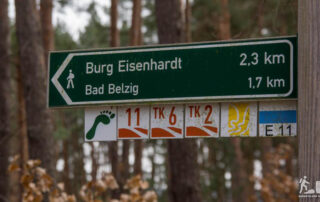 Burg Eisenhardt 2,3 km
Bad Belzig 1,7 km
11 TK 6 TK 2 E 11